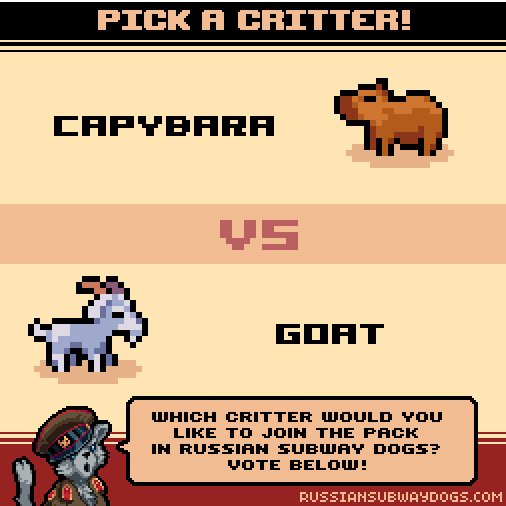 PICK A CRITTER!
CAPYBARA
VS
GOAT
WHICH CRITTER WOULD YOU
LIKE TO JOIN THE PACK
IN RUSSIAN SUBWAY DOGS?
VOTE BELOW!
RUSSIANSUBWAYDOGS.COM